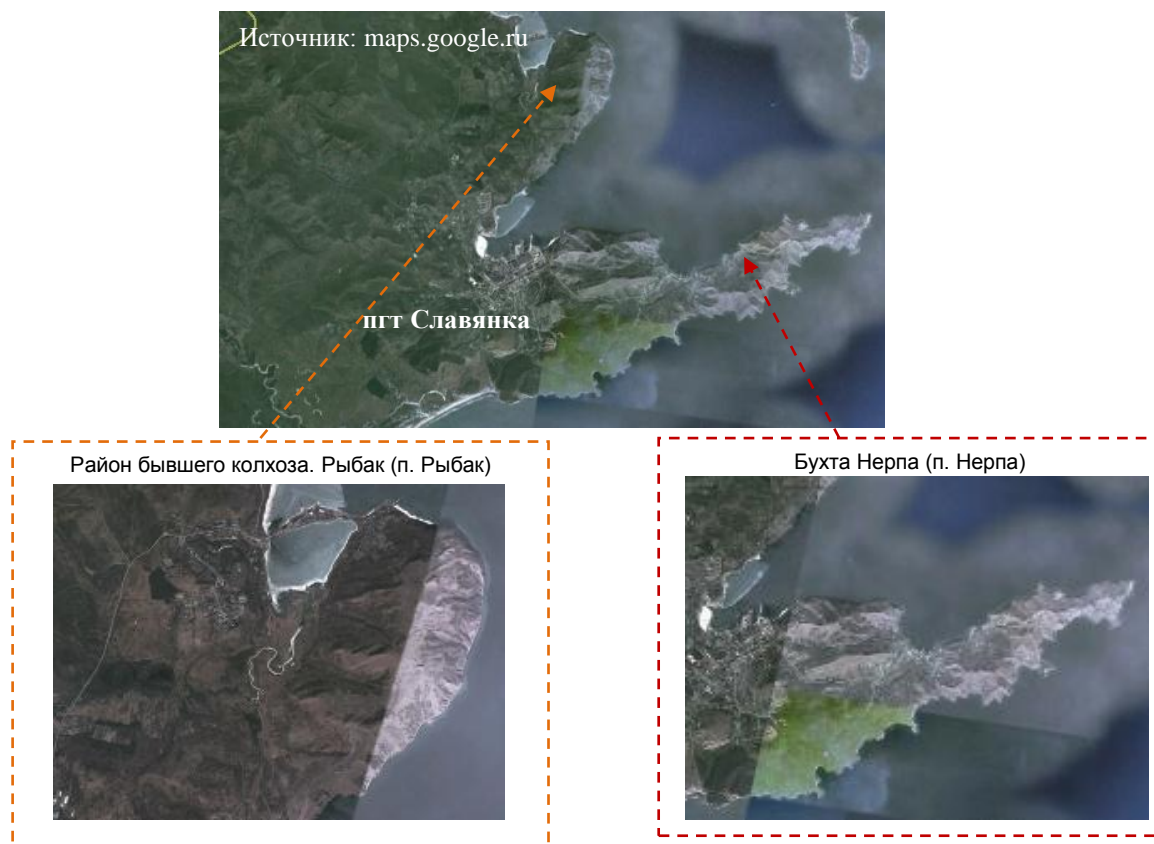 Источник: maps.google.ru
пгт Славянка
Район бывшего колхоза. Рыбак (п. Рыбак)
Бухта Нерпа (п. Нерпа)